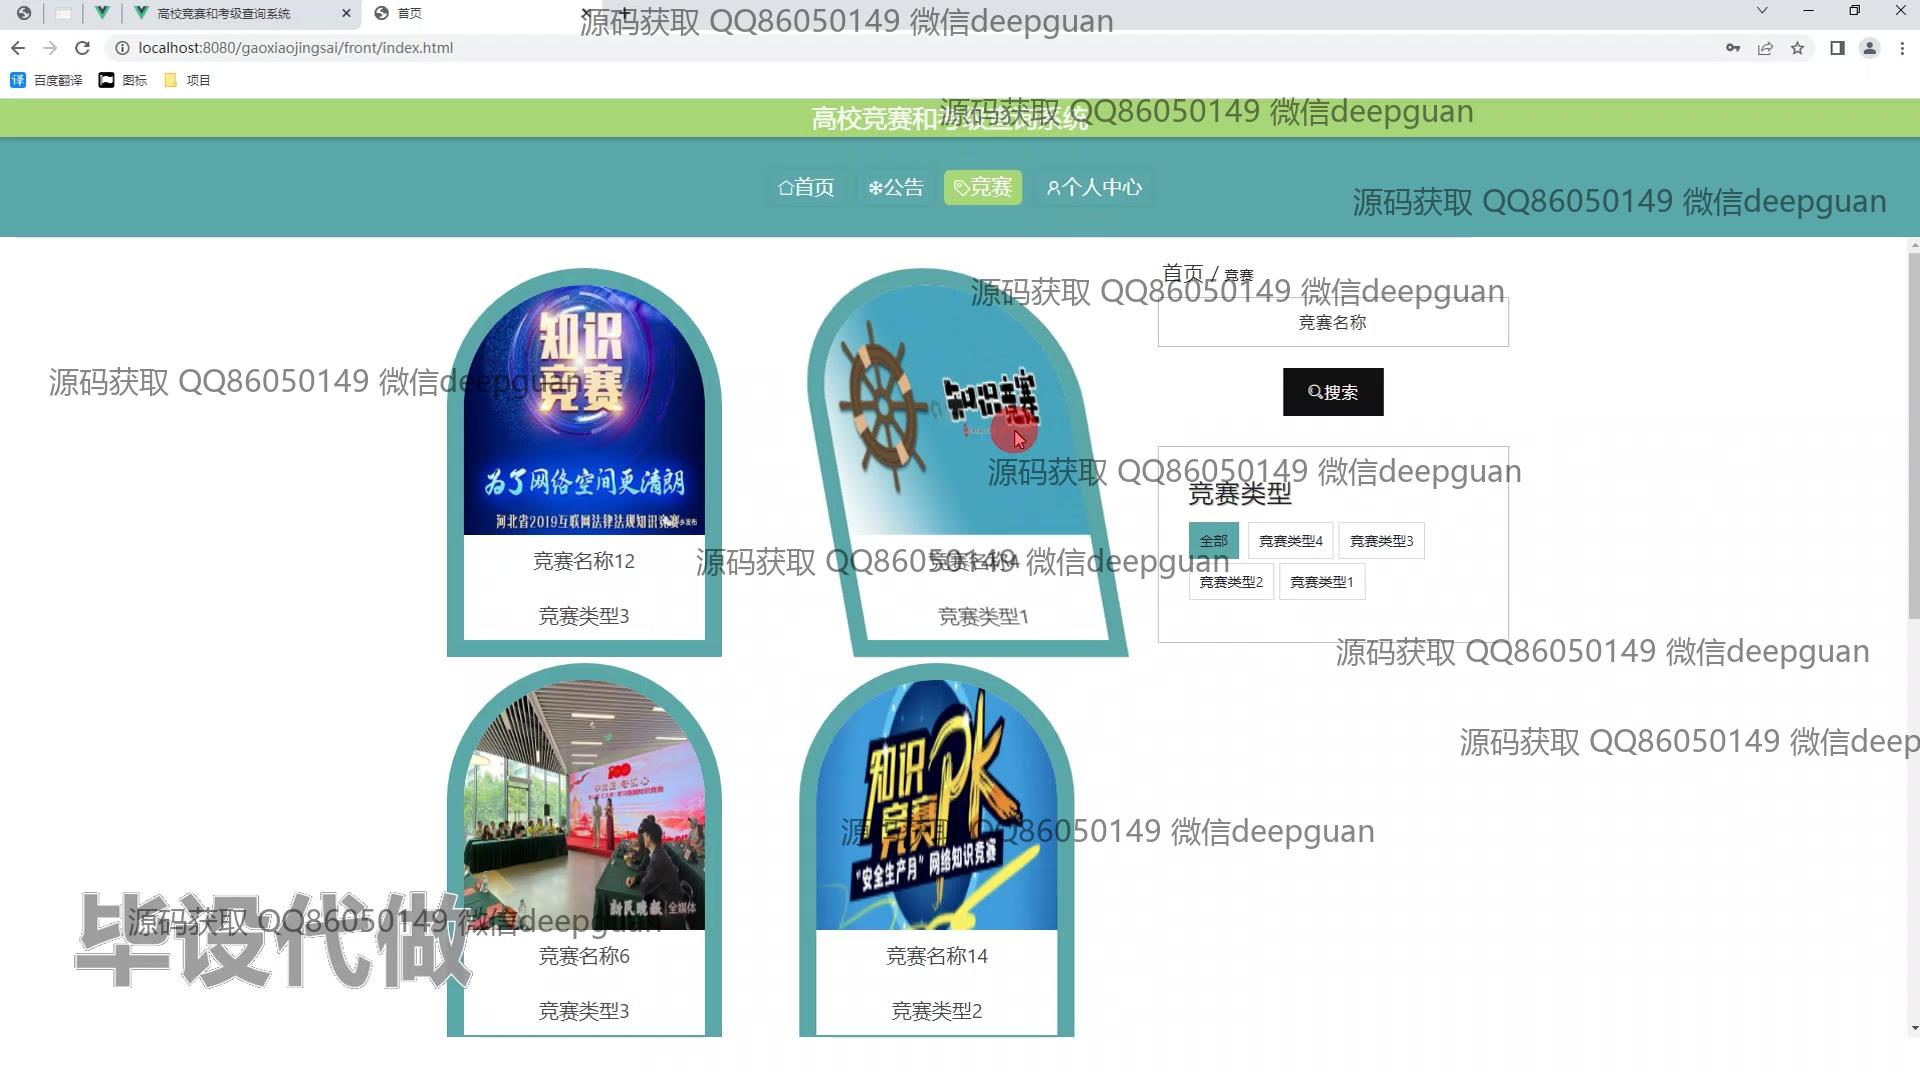 高校竞赛和考级查询系统
首页
源码获取 QQ86050149 微信deepguan
localhost:8080/gaoxiaojingsai/front/index.html
百度翻译
图标
项目
高校竞赛和考级查询系统
源码获取 QQ86050149 微信deepguan
首页
公告
竞赛
个人中心
源码获取 QQ86050149 微信deepguan
首页 / 竞赛
源码获取 QQ86050149 微信deepguan
竞赛名称
搜索
源码获取 QQ86050149 微信deepguan
知识
竞赛
为了网络空间更清朗
河北省2019互联网法律法规知识竞赛
知识竞赛
源码获取 QQ86050149 微信deepguan
竞赛类型
全部
竞赛类型4
竞赛类型3
竞赛类型2
竞赛类型1
竞赛名称12
竞赛名称4
源码获取 QQ86050149 微信deepguan
竞赛类型3
竞赛类型1
源码获取 QQ86050149 微信deepguan
源码获取 QQ86050149 微信deep
知识
竞赛PK
"安全生产月"网络知识竞赛
源码获取 QQ86050149 微信deepguan
新民晚报 全媒体
源码获取 QQ86050149 微信deepguan
毕设代做
竞赛名称6
竞赛名称14
竞赛类型3
竞赛类型2